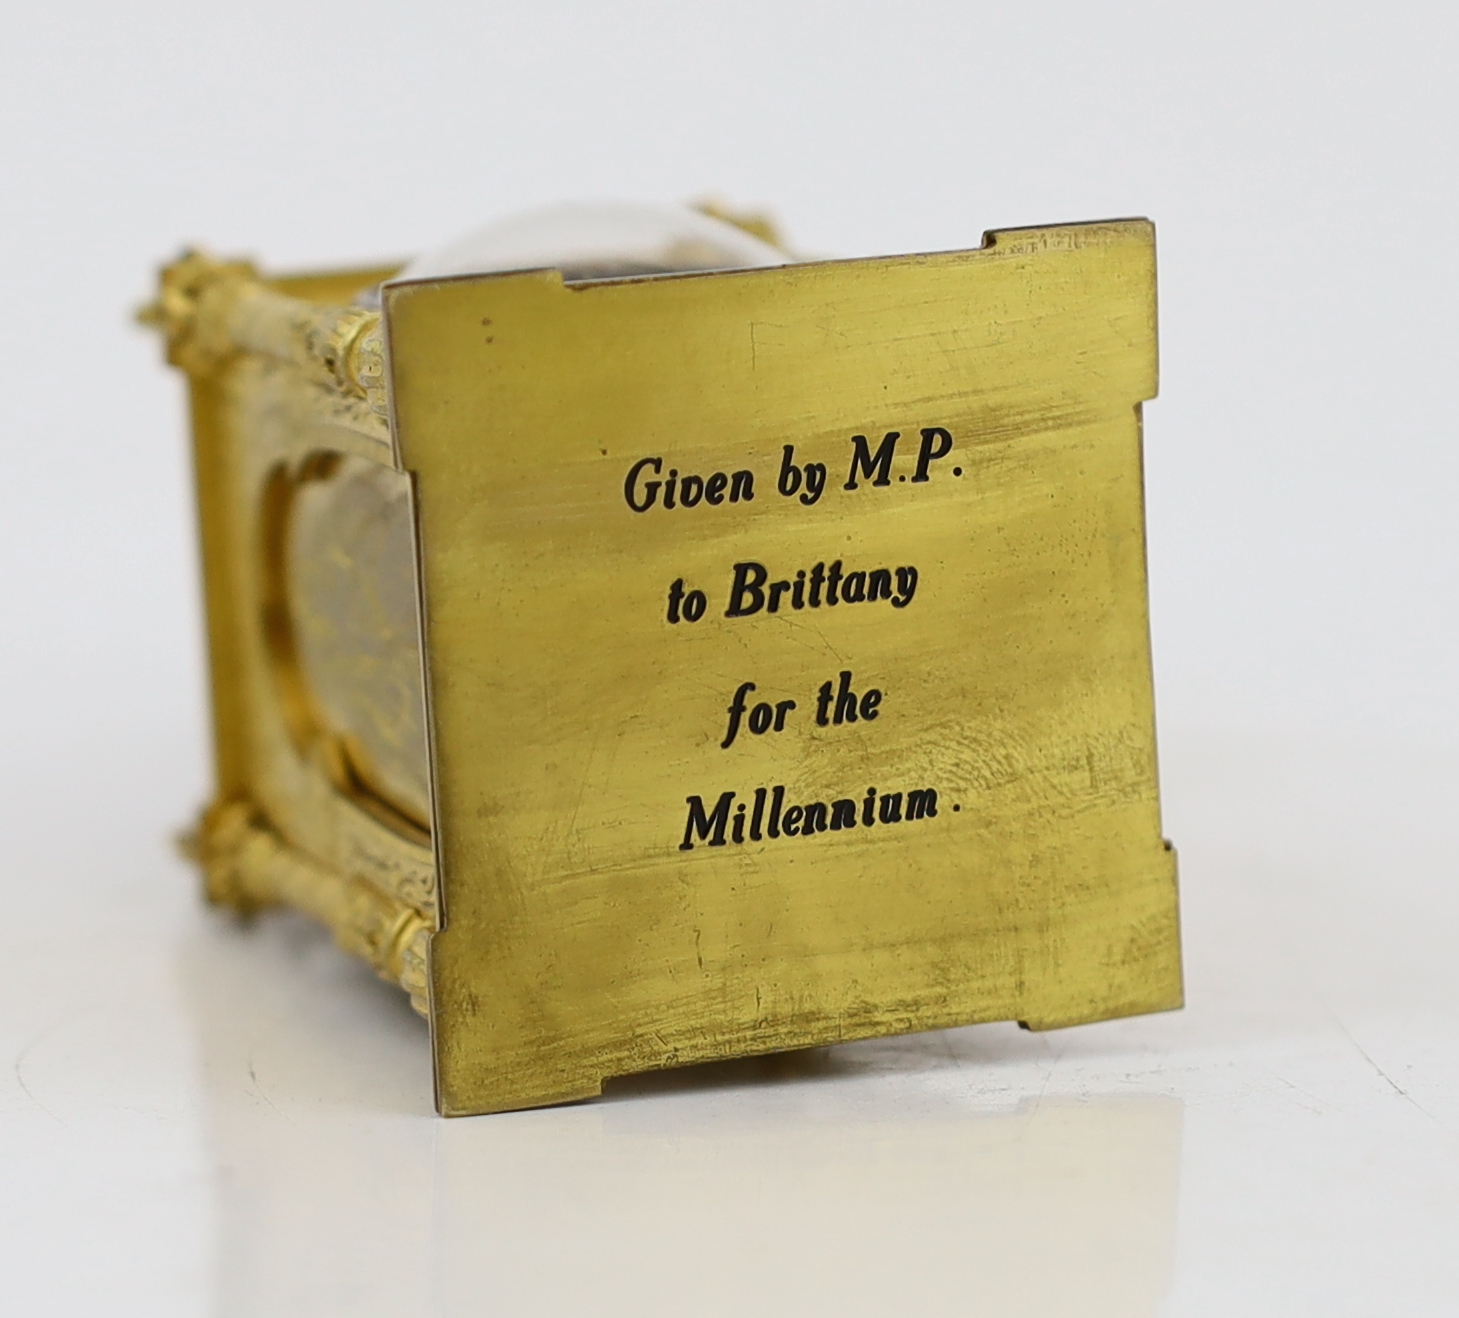 Given by M.P.
to Brittany
for the
Millennium.